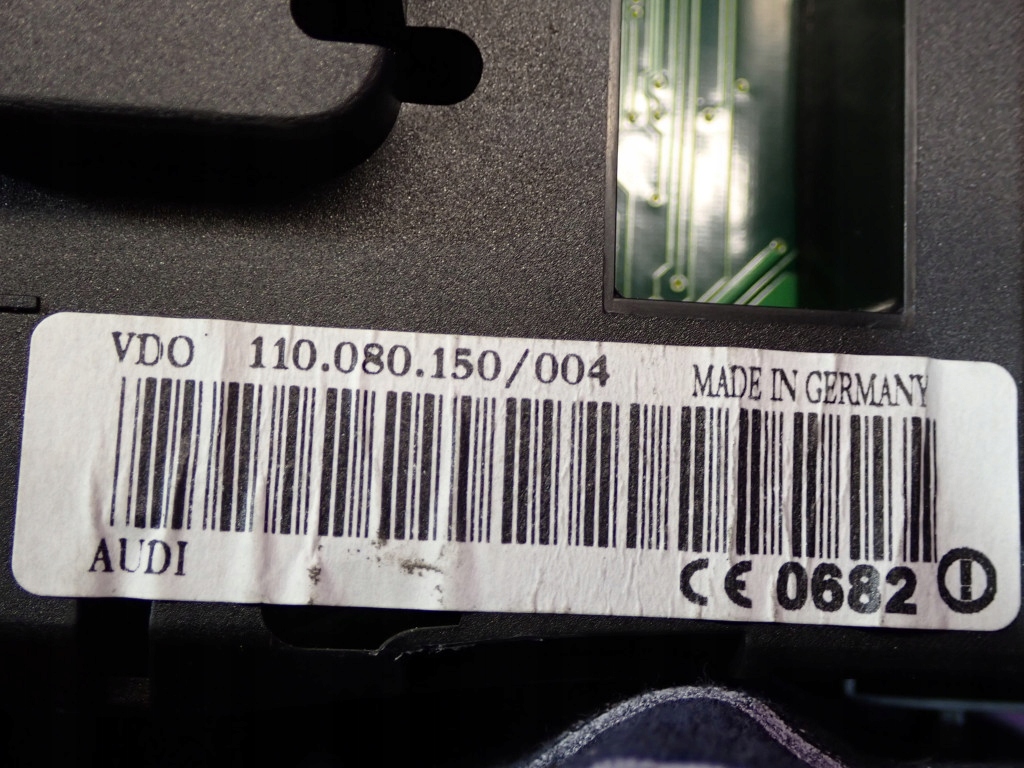 VDO 110.080.150/004
MADE IN GERMANY
AUDI
CE 0682